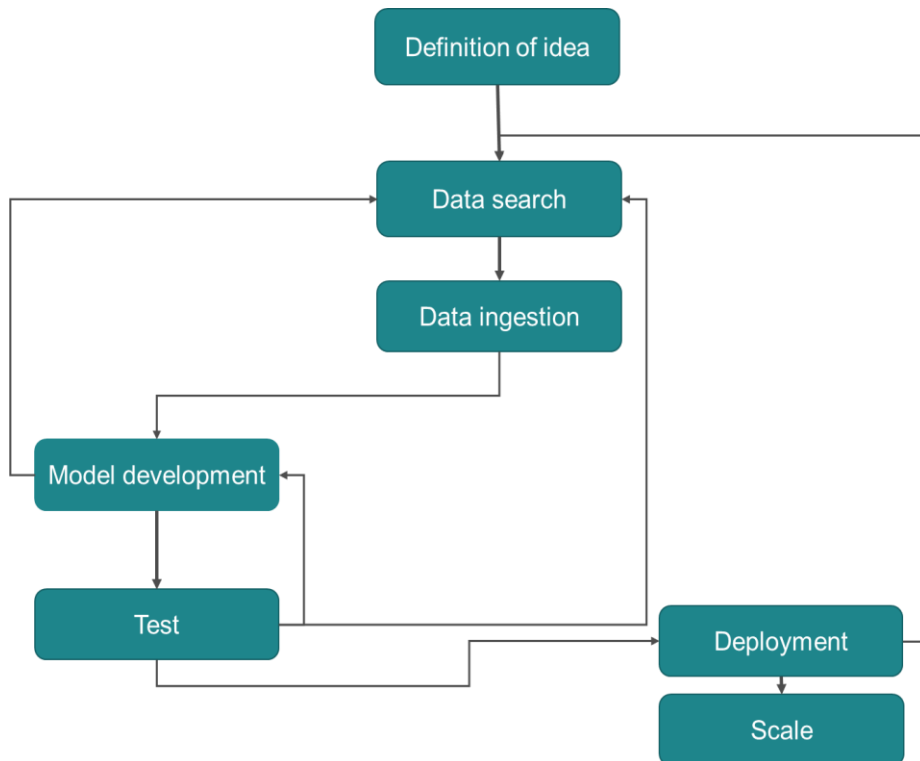 Definition of idea
Data search
Data ingestion
Model development
Test
Deployment
Scale